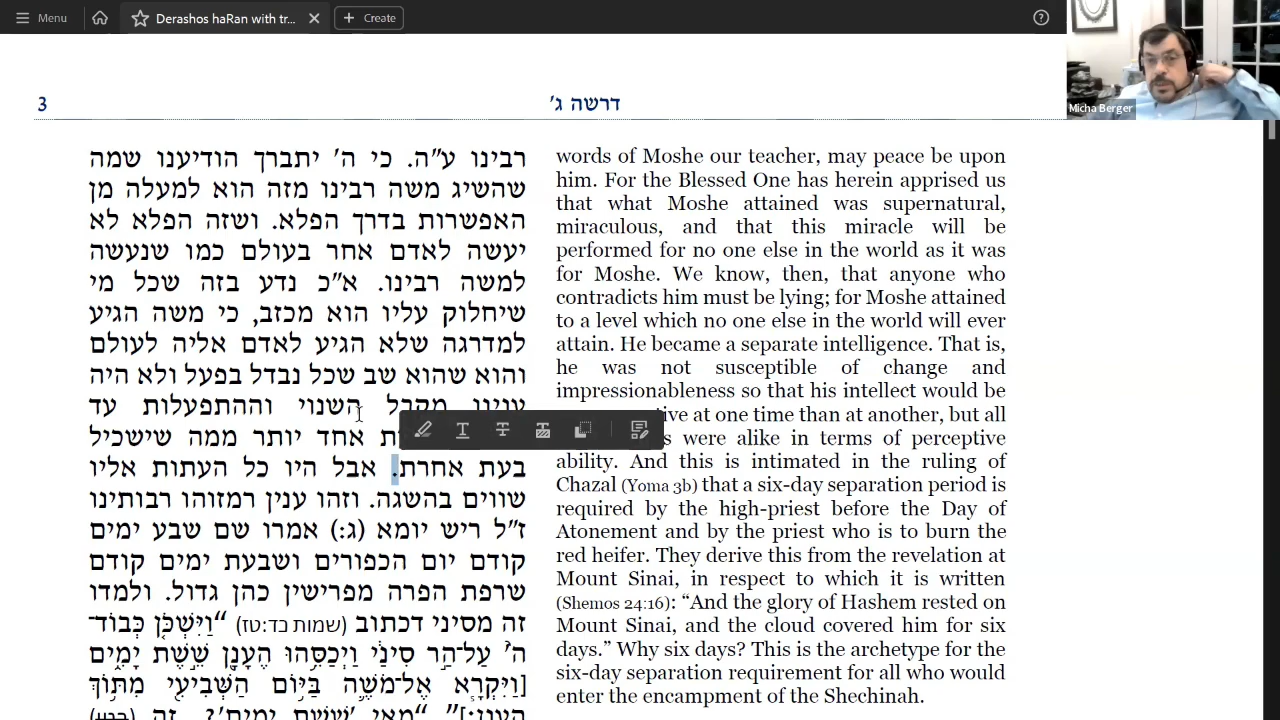 Menu
Derashos haRan with tr...
Create
Micha Berger
3
דרשה ג׳
רבינו ע״ה. כי ה׳ יתברך הודיענו שמה
שהשיג משה רבינו מזה הוא למעלה מן
האפשרות בדרך הפלא. ושזה הפלא לא
יעשה לאדם אחר בעולם כמו שנעשה
למשה רבינו. א״כ נדע בזה שכל מי
שיחלוק עליו הוא מכזב, כי משה הגיע
למדרגה שלא הגיע לאדם אליה לעולם
והוא שהוא שב שכל נבדל בפעל ולא היה
ענינו מקבל השנוי וההתפעלות עד
אחד יותר ממה שישכיל
בעת אחרת. אבל היו כל העתות אליו
שווים בהשגה. וזהו ענין רמזוהו רבותינו
ז״ל ריש יומא (ג:) אמרו שם שבע ימים
קודם יום הכפורים ושבעת ימים קודם
שרפת הפרה מפרישין כהן גדול. ולמדו
זה מסיני דכתוב (שמות כד:טז) “וַיִּשְׁכֹּ֤ן כְּבוֹד־
ה֙׳ עַל־הַ֣ר סִינַ֔י וַיְכַסֵּ֥הוּ הֶעָנָ֖ן שֵׁ֣שֶׁת יָמִ֑ים
[וַיִּקְרָ֧א אֶל־מֹשֶׁ֛ה בַּיּ֥וֹם הַשְּׁבִיעִ֖י מִתּ֥וֹךְ
words of Moshe our teacher, may peace be upon
him. For the Blessed One has herein apprised us
that what Moshe attained was supernatural,
miraculous, and that this miracle will be
performed for no one else in the world as it was
for Moshe. We know, then, that anyone who
contradicts him must be lying; for Moshe attained
to a level which no one else in the world will ever
attain. He became a separate intelligence. That is,
he was not susceptible of change and
impressionableness so that his intellect would be
at one time than at another, but all
were alike in terms of perceptive
ability. And this is intimated in the ruling of
Chazal (Yoma 3b) that a six-day separation period is
required by the high-priest before the Day of
Atonement and by the priest who is to burn the
red heifer. They derive this from the revelation at
Mount Sinai, in respect to which it is written
(Shemos 24:16): “And the glory of Hashem rested on
Mount Sinai, and the cloud covered him for six
days.” Why six days? This is the archetype for the
six-day separation requirement for all who would
enter the encampment of the Shechinah.